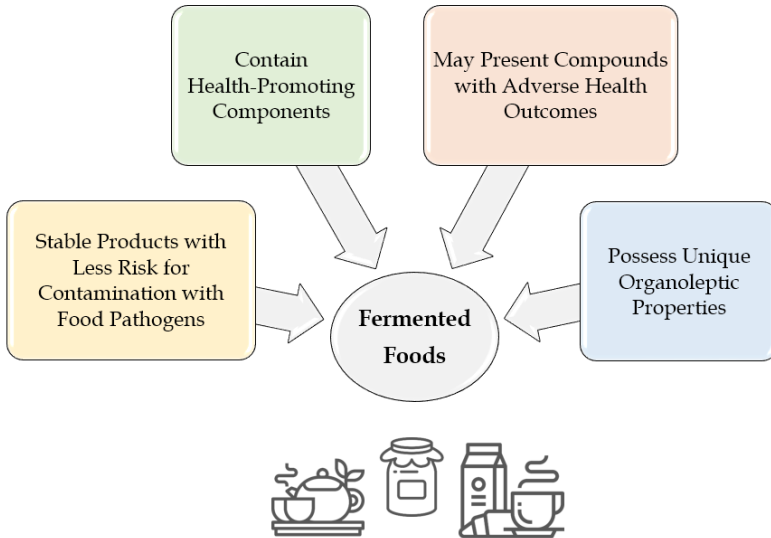 Contain
Health-Promoting
Components
May Present Compounds
with Adverse Health
Outcomes
Stable Products with
Less Risk for
Contamination with
Food Pathogens
Possess Unique
Organoleptic
Properties
Fermented
Foods